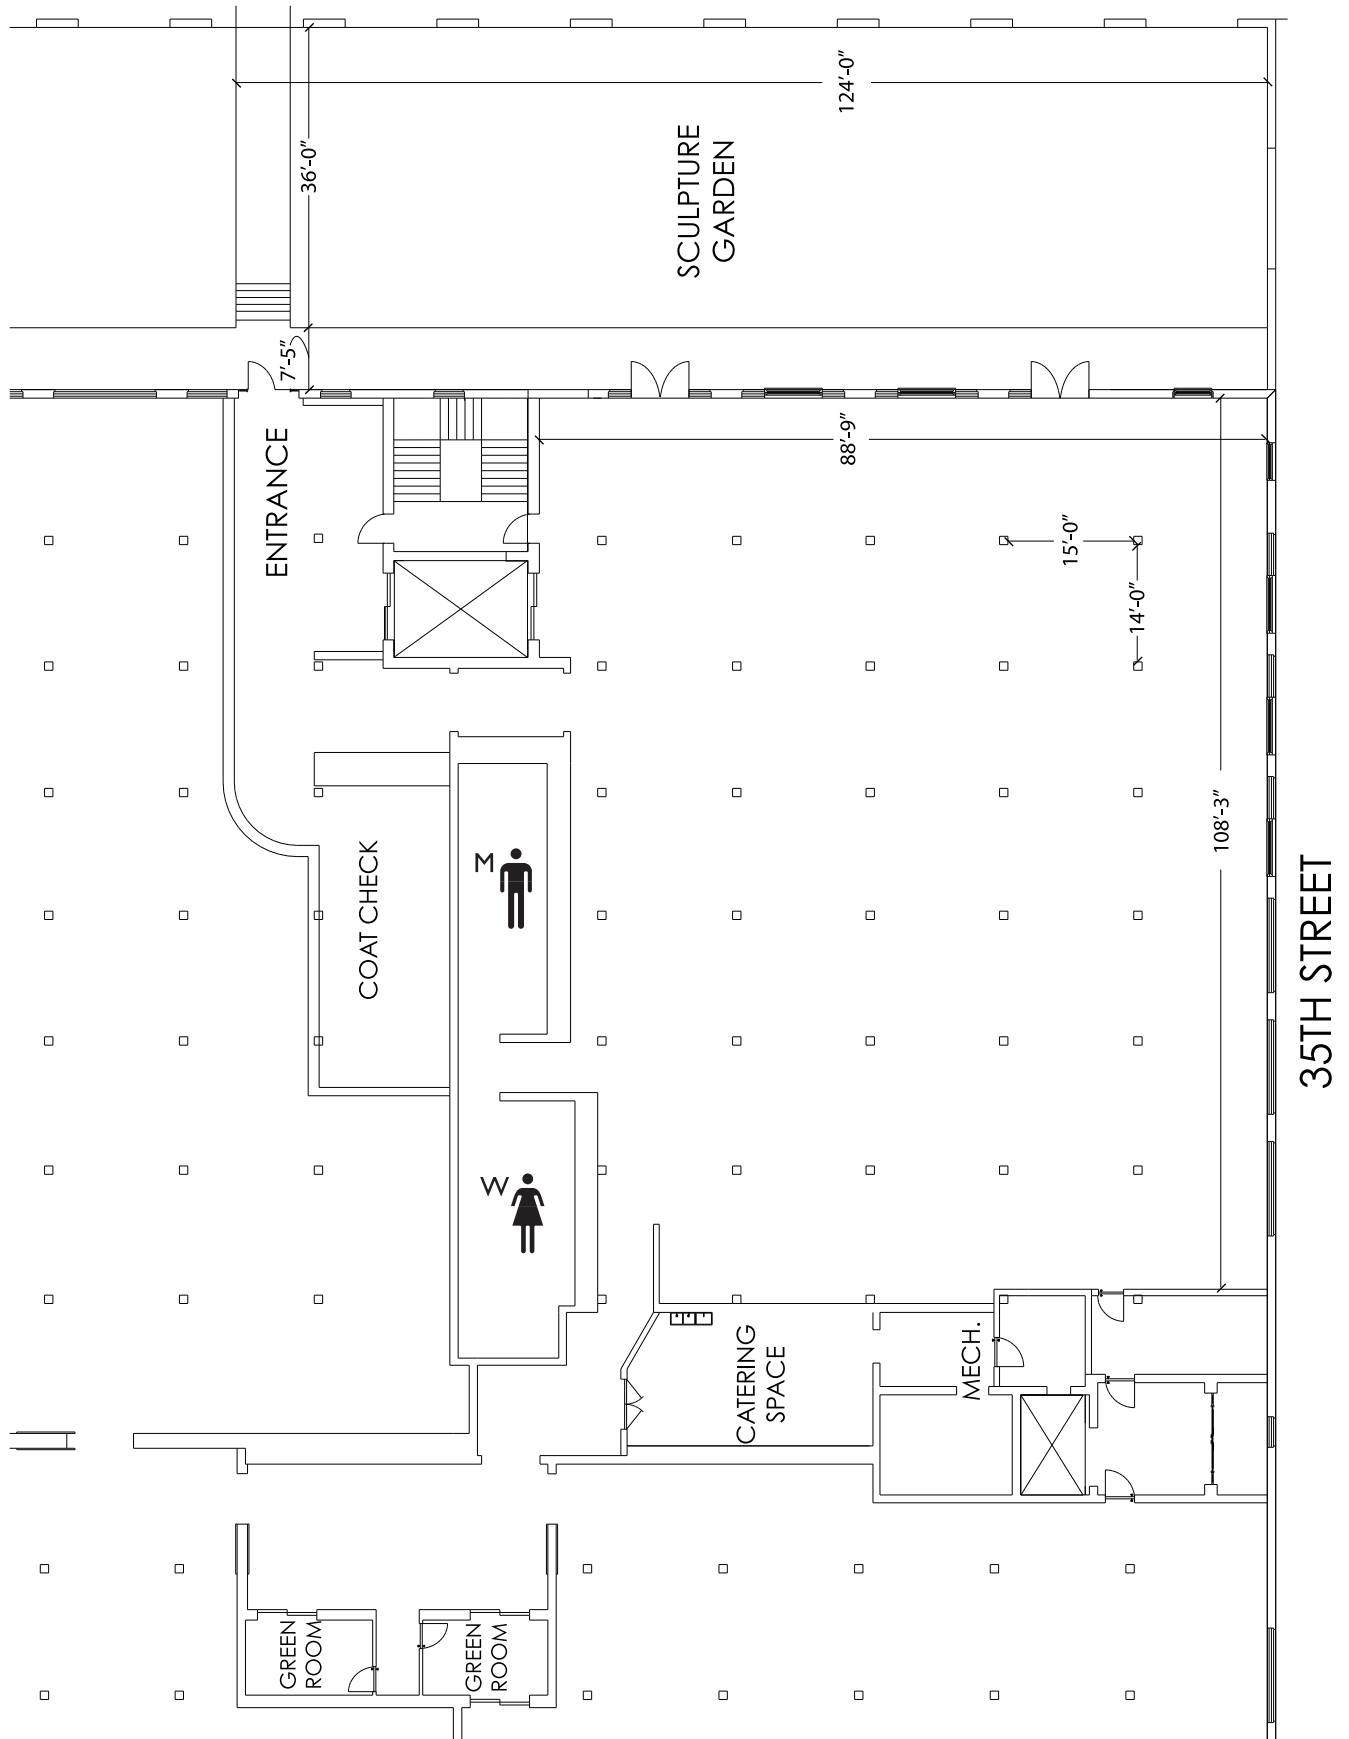 124’-0”
36’-0”
SCULPTURE
GARDEN
7’-5”
ENTRANCE
88’-9”
15’-0”
14’-0”
108’-3”
COAT CHECK
M
35TH STREET
W
CATERING
SPACE
MECH.
GREEN
ROOM
GREEN
ROOM